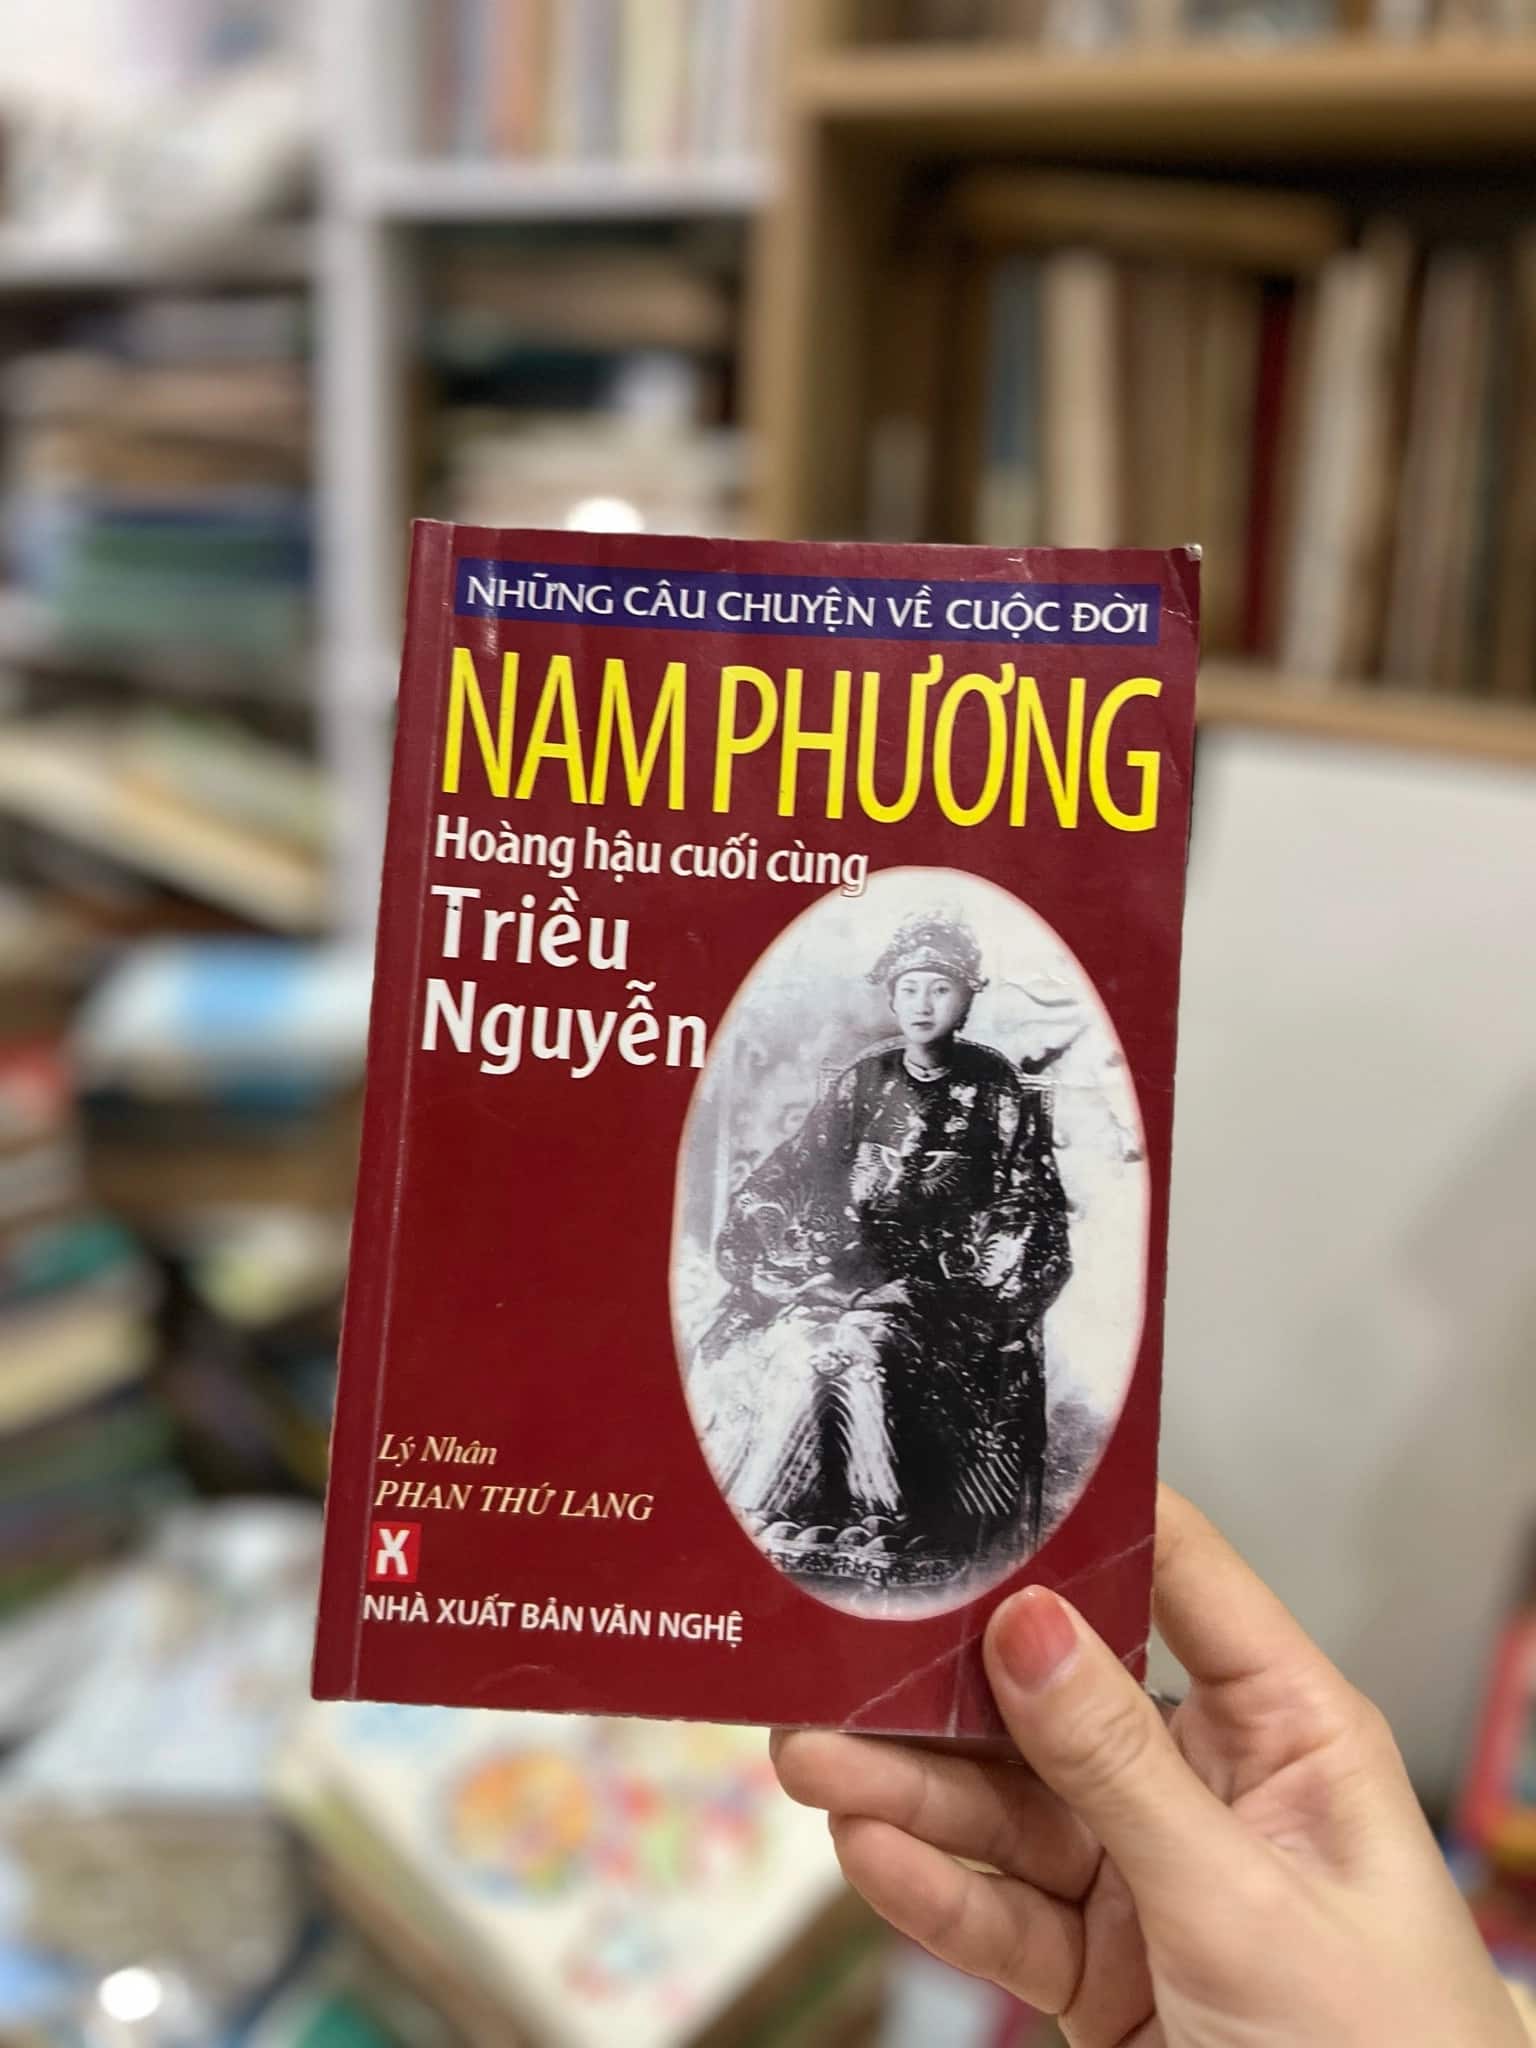 NHỮNG CÂU CHUYỆN VỀ CUỘC ĐỜI
NAM PHƯƠNG
Hoàng hậu cuối cùng
Triều
Nguyễn
Lý Nhân
PHAN THỨ LANG
NHÀ XUẤT BẢN VĂN NGHỆ